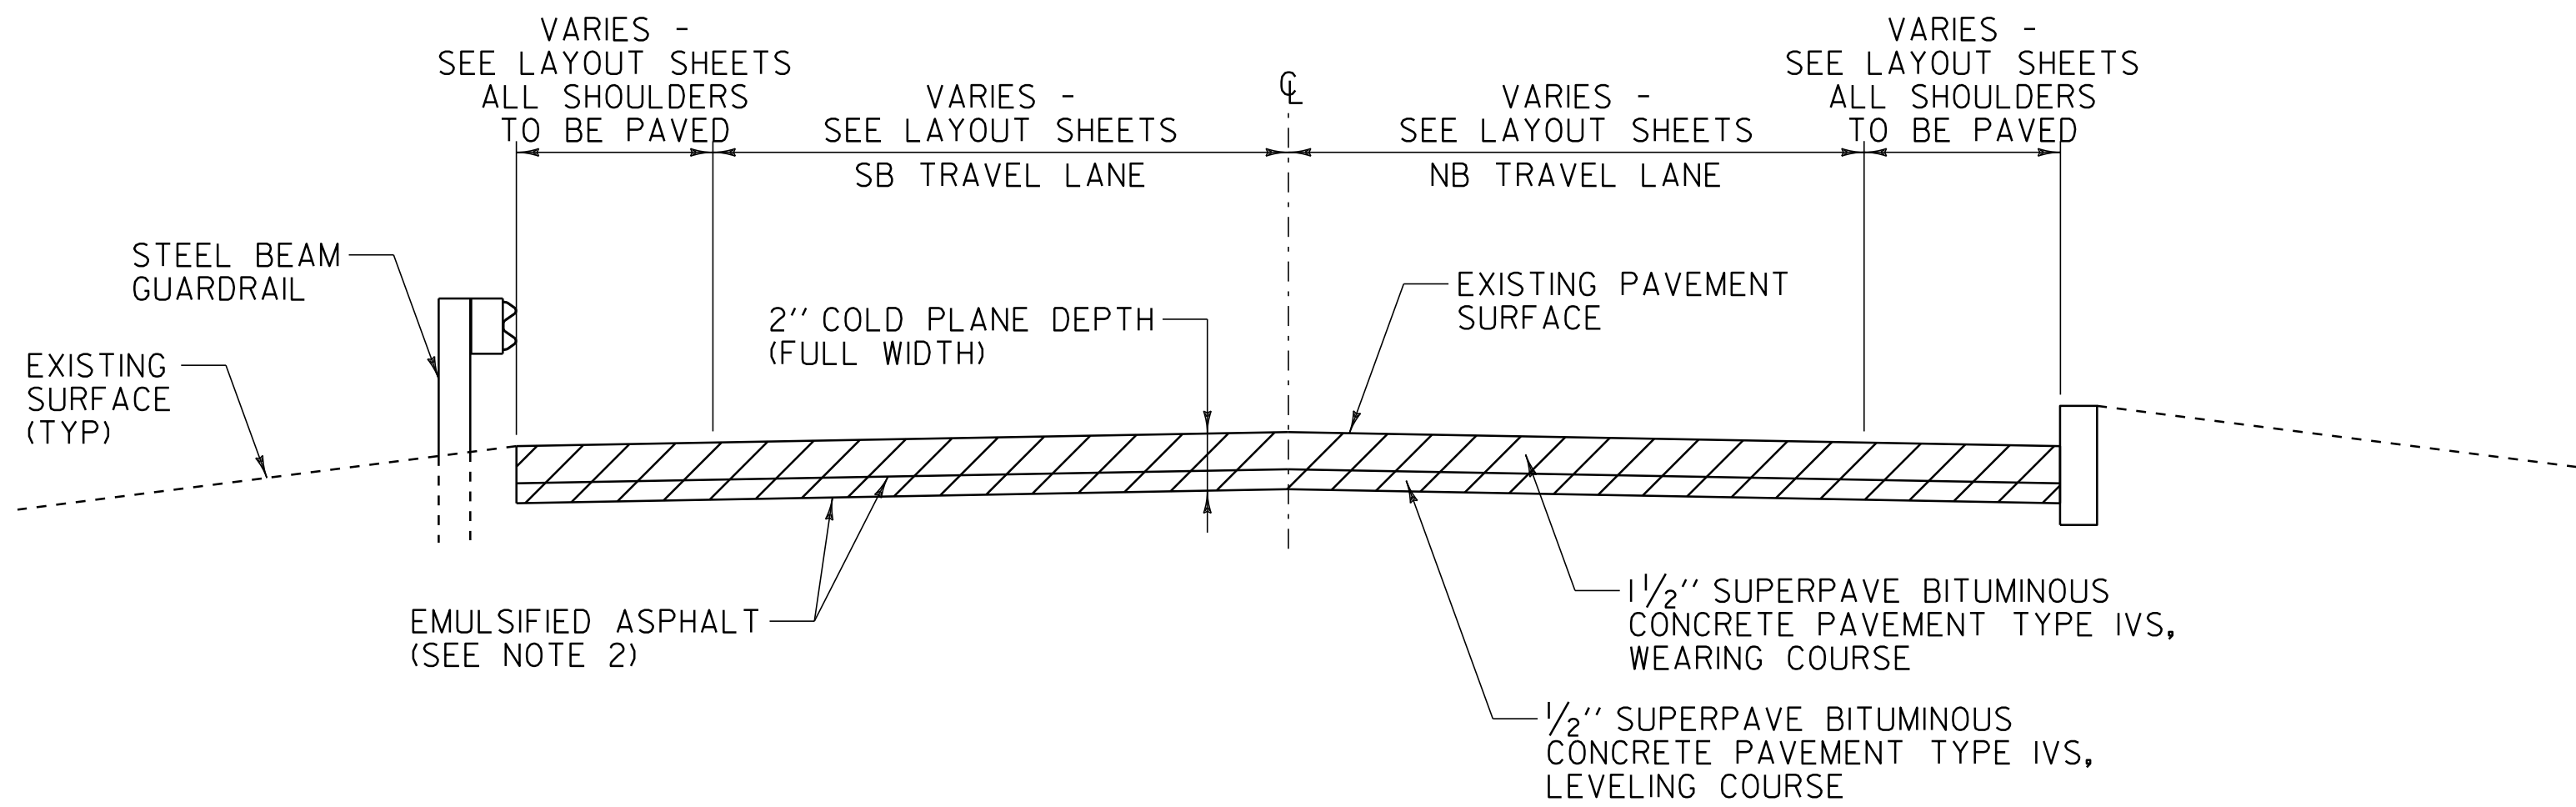 VARIES -
SEE LAYOUT SHEETS
ALL SHOULDERS
TO BE PAVED
VARIES -
SEE LAYOUT SHEETS
SB TRAVEL LANE
℄
VARIES -
SEE LAYOUT SHEETS
NB TRAVEL LANE
VARIES -
SEE LAYOUT SHEETS
ALL SHOULDERS
TO BE PAVED
STEEL BEAM
GUARDRAIL
EXISTING
SURFACE
(TYP)
2" COLD PLANE DEPTH
(FULL WIDTH)
EXISTING PAVEMENT
SURFACE
EMULSIFIED ASPHALT
(SEE NOTE 2)
1 1/2" SUPERPAVE BITUMINOUS
CONCRETE PAVEMENT TYPE IVS,
WEARING COURSE
1/2" SUPERPAVE BITUMINOUS
CONCRETE PAVEMENT TYPE IVS,
LEVELING COURSE